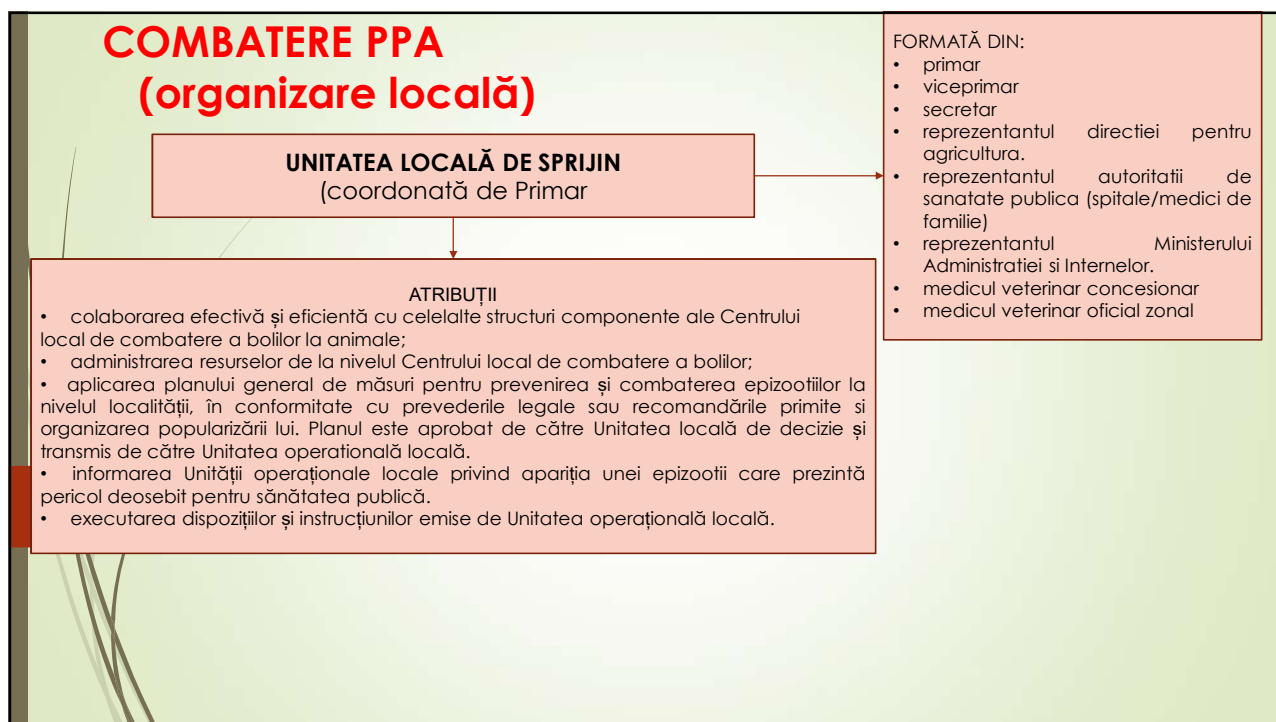 COMBATERE PPA
(organizare locală)
UNITATEA LOCALĂ DE SPRIJIN
(coordonată de Primar
FORMATĂ DIN:
• primar
• viceprimar
• secretar
• reprezentantul directiei pentru
agricultura.
• reprezentantul autoritatii de
sanatate publica (spitale/medici de
familie)
• reprezentantul Ministerului
Administratiei si Internelor.
• medicul veterinar concesionar
• medicul veterinar oficial zonal
ATRIBUȚII
• colaborarea efectivă și eficientă cu celelalte structuri componente ale Centrului
local de combatere a bolilor la animale;
• administrarea resurselor de la nivelul Centrului local de combatere a bolilor;
• aplicarea planului general de măsuri pentru prevenirea și combaterea epizootiilor la
nivelul localității, în conformitate cu prevederile legale sau recomandările primite si
organizarea popularizării lui. Planul este aprobat de către Unitatea locală de decizie și
transmis de către Unitatea operatională locală.
• informarea Unității operaționale locale privind apariția unei epizootii care prezintă
pericol deosebit pentru sănătatea publică.
• executarea dispozițiilor și instrucțiunilor emise de Unitatea operațională locală.